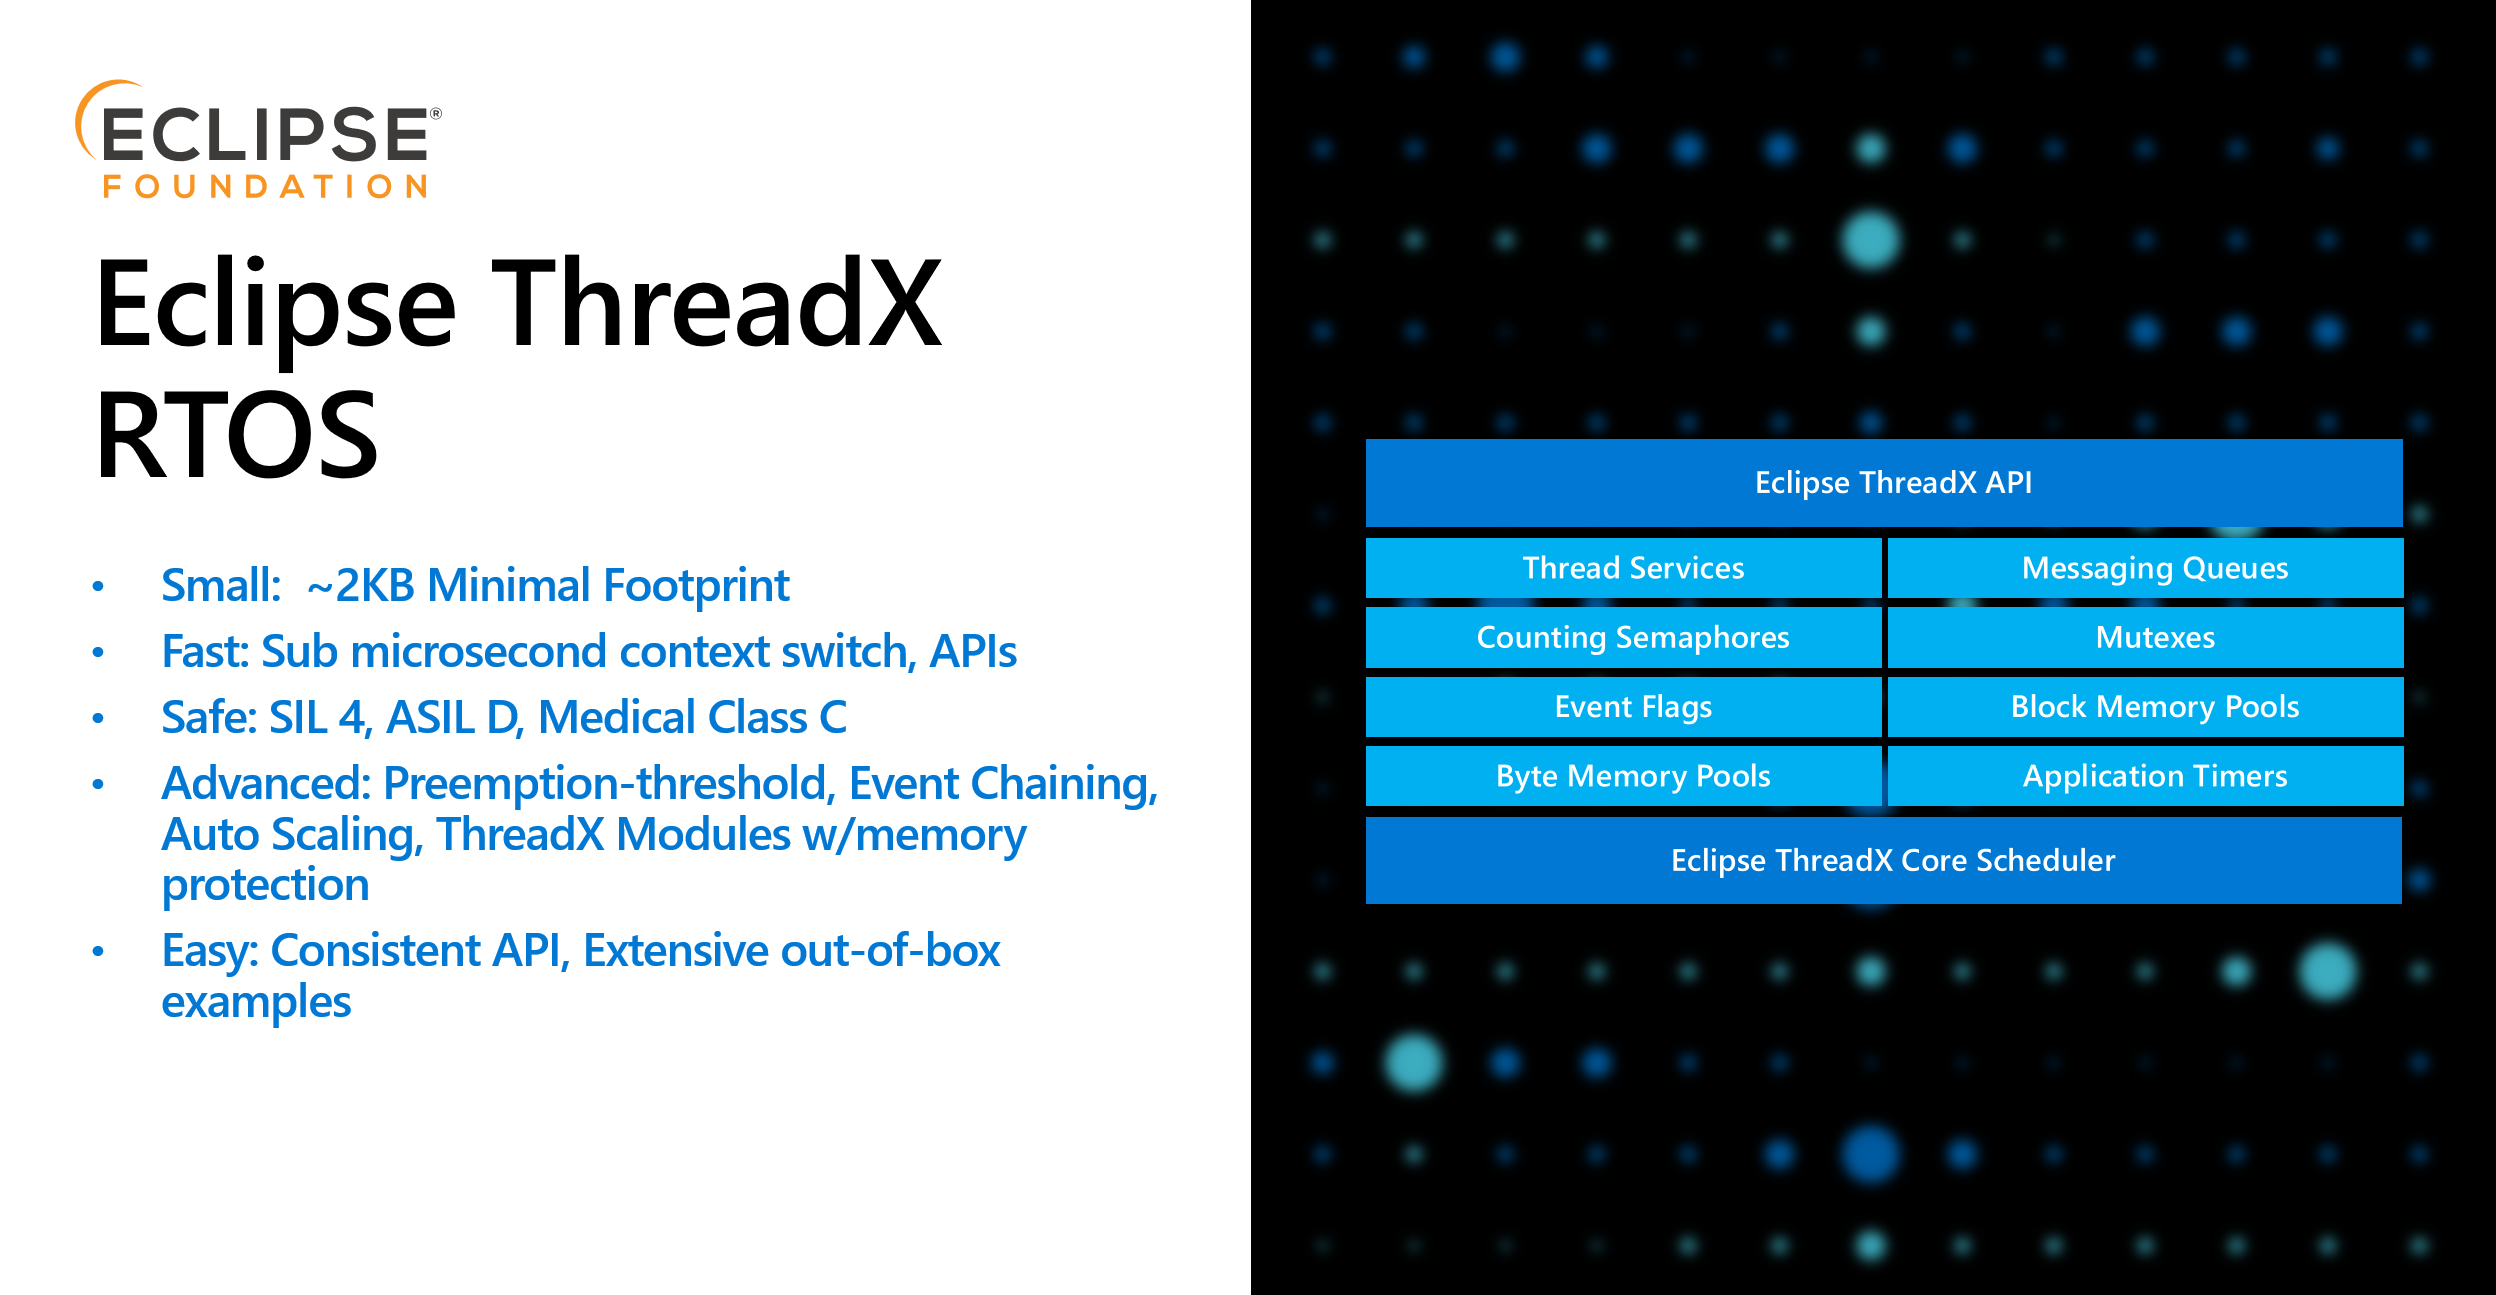 ECLIPSE®
FOUNDATION
Eclipse ThreadX
RTOS
• Small: ~2KB Minimal Footprint
• Fast: Sub microsecond context switch, APIs
• Safe: SIL 4, ASIL D, Medical Class C
• Advanced: Preemption-threshold, Event Chaining,
Auto Scaling, ThreadX Modules w/memory
protection
• Easy: Consistent API, Extensive out-of-box
examples
Eclipse ThreadX API
Thread Services
Messaging Queues
Counting Semaphores
Mutexes
Event Flags
Block Memory Pools
Byte Memory Pools
Application Timers
Eclipse ThreadX Core Scheduler